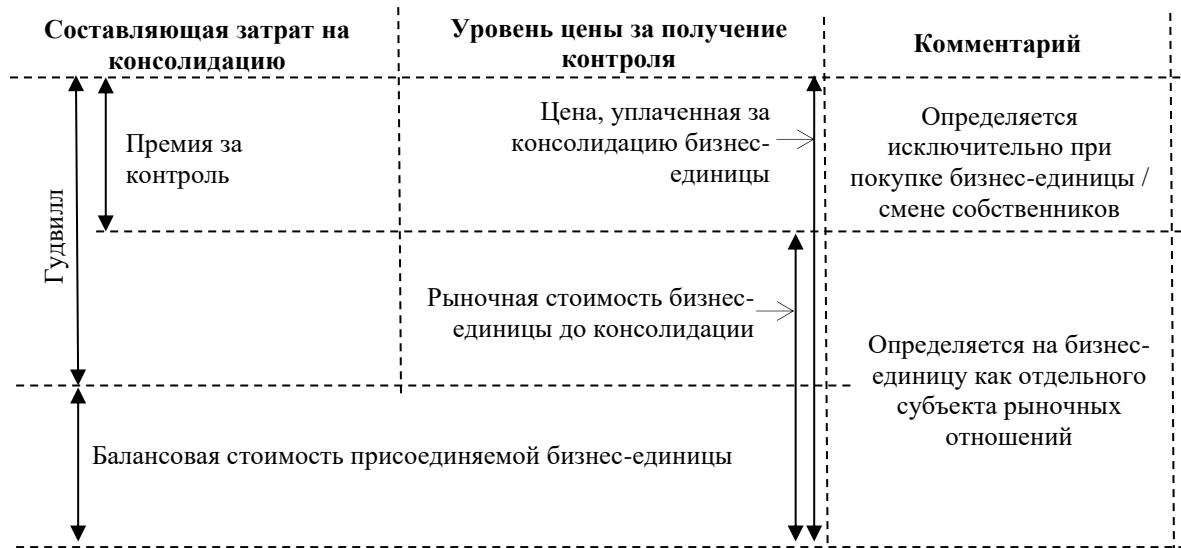 Составляющая затрат на
консолидацию
Уровень цены за получение
контроля
Комментарий
Гудвилл
Премия за
контроль
Цена, уплаченная за
консолидацию бизнес-
единицы
Определяется
исключительно при
покупке бизнес-единицы /
смене собственников
Рыночная стоимость бизнес-
единицы до консолидации
Определяется на бизнес-
единицу как отдельного
субъекта рыночных
отношений
Балансовая стоимость присоединяемой бизнес-единицы